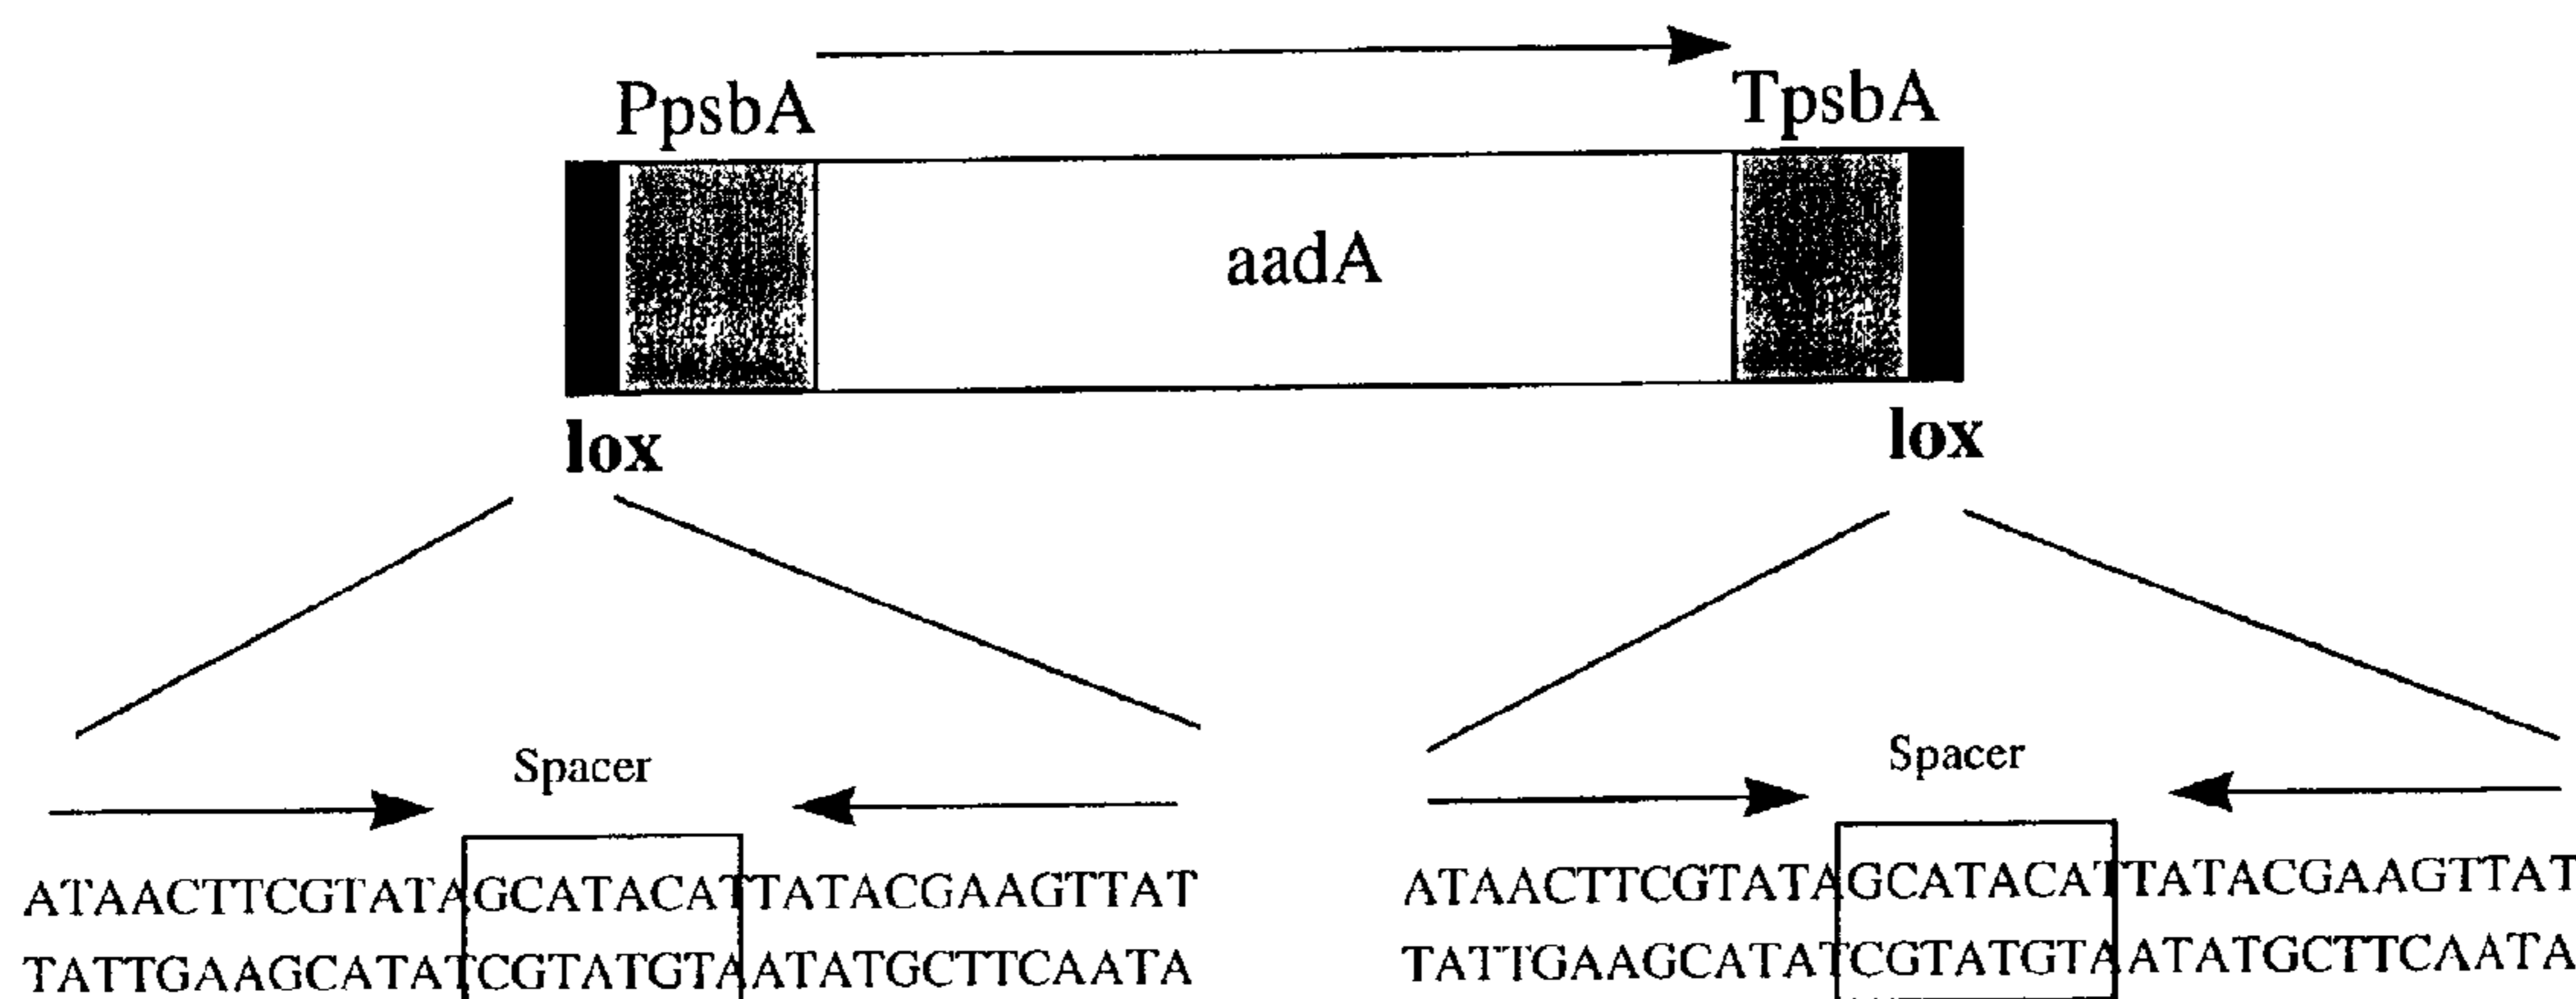 PpsbA TpsbA
aadA
lox lox
Spacer Spacer
ATAACTTCGTATAGCATACATTATACGAAGTTAT ATAACTTCGTATAGCATACATTATACGAAGTTAT
TATTGAAGCATATCGTATGTAATATGCTTCAATA TATTGAAGCATATCGTATGTAATATGCTTCAATA